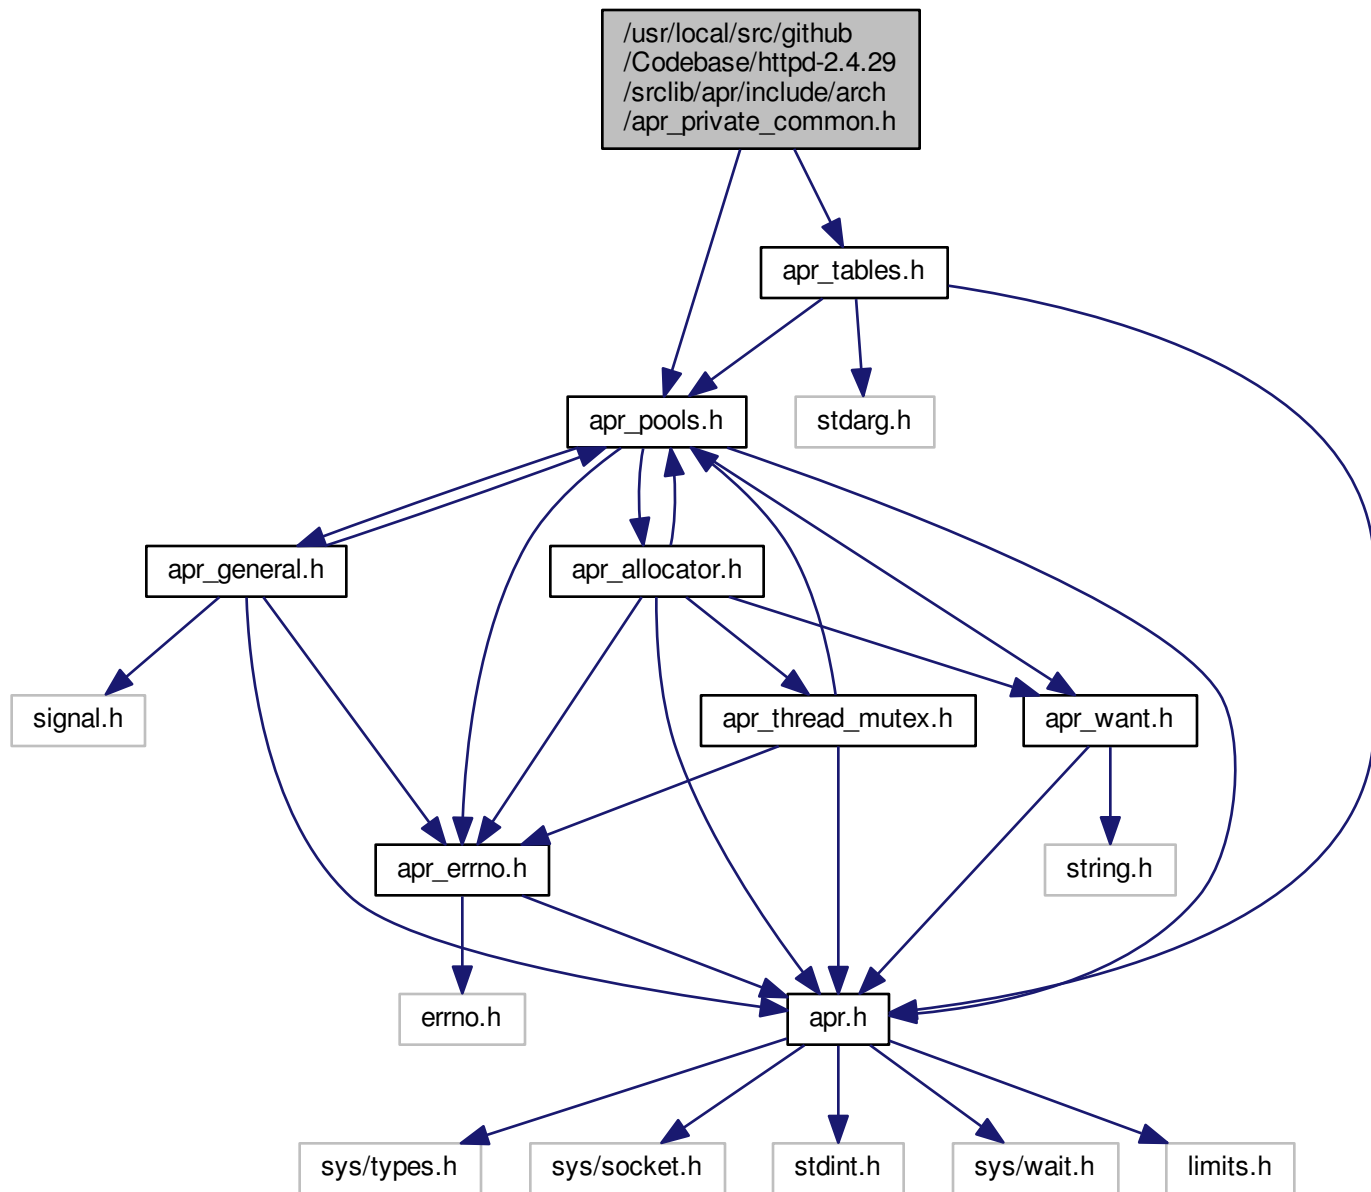 /usr/local/src/github
/Codebase/httpd-2.4.29
/srclib/apr/include/arch
/apr_private_common.h
apr_tables.h
apr_pools.h
stdarg.h
apr_general.h
apr_allocator.h
signal.h
apr_thread_mutex.h
apr_want.h
apr_errno.h
string.h
errno.h
apr.h
sys/types.h
sys/socket.h
stdint.h
sys/wait.h
limits.h